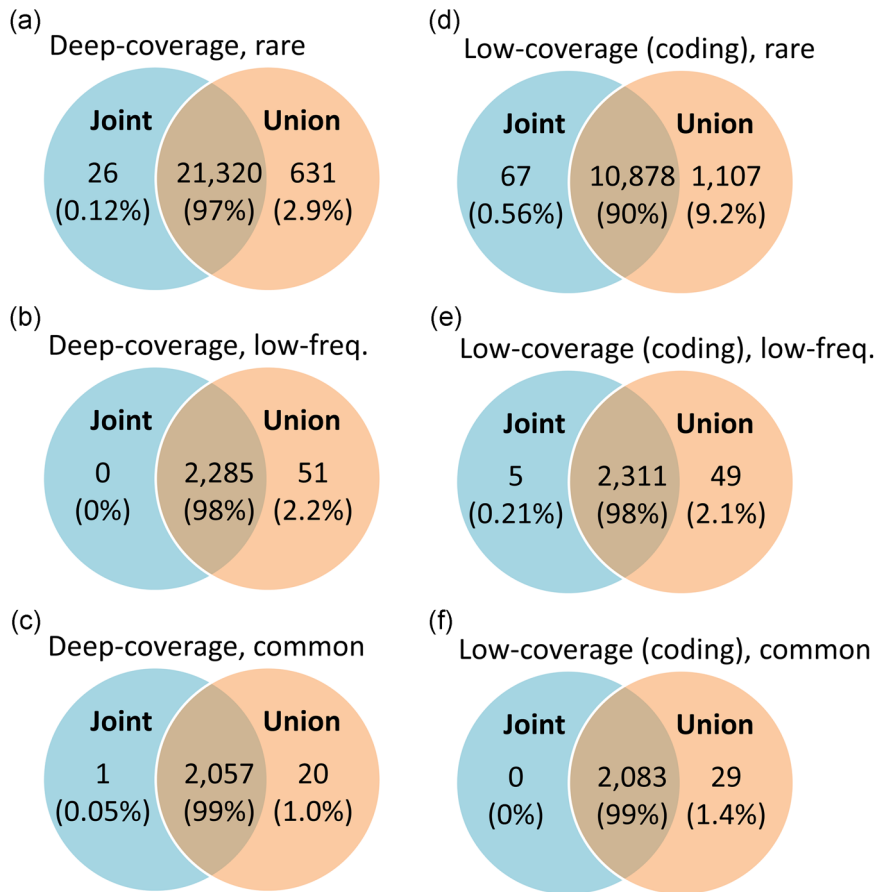 (a)
Deep-coverage, rare
Joint Union
26 21,320 631
(0.12%) (97%) (2.9%)
(b)
Deep-coverage, low-freq.
Joint Union
0 2,285 51
(0%) (98%) (2.2%)
(c)
Deep-coverage, common
Joint Union
1 2,057 20
(0.05%) (99%) (1.0%)
(d)
Low-coverage (coding), rare
Joint Union
67 10,878 1,107
(0.56%) (90%) (9.2%)
(e)
Low-coverage (coding), low-freq.
Joint Union
5 2,311 49
(0.21%) (98%) (2.1%)
(f)
Low-coverage (coding), common
Joint Union
0 2,083 29
(0%) (99%) (1.4%)